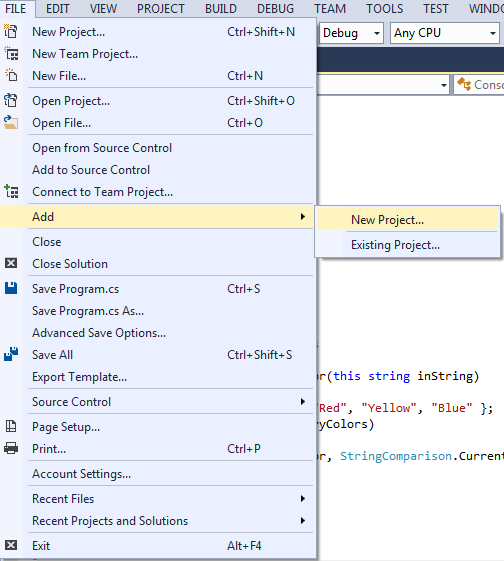 FILE EDIT VIEW PROJECT BUILD DEBUG TEAM TOOLS TEST WINDOW
New Project... Ctrl+Shift+N Debug Any CPU
New Team Project...
New File... Ctrl+N
Conso
Open Project... Ctrl+Shift+O
Open File... Ctrl+O
Open from Source Control
Add to Source Control
Connect to Team Project...
Add New Project...
Close Existing Project...
Close Solution
Save Program.cs Ctrl+S
Save Program.cs As...
Advanced Save Options...
Save All Ctrl+Shift+S
Export Template... or(this string inString)
Source Control Red", "Yellow", "Blue" };
Page Setup... yColors)
Print... Ctrl+P or, StringComparison.Current
Account Settings...
Recent Files
Recent Projects and Solutions
Exit Alt+F4